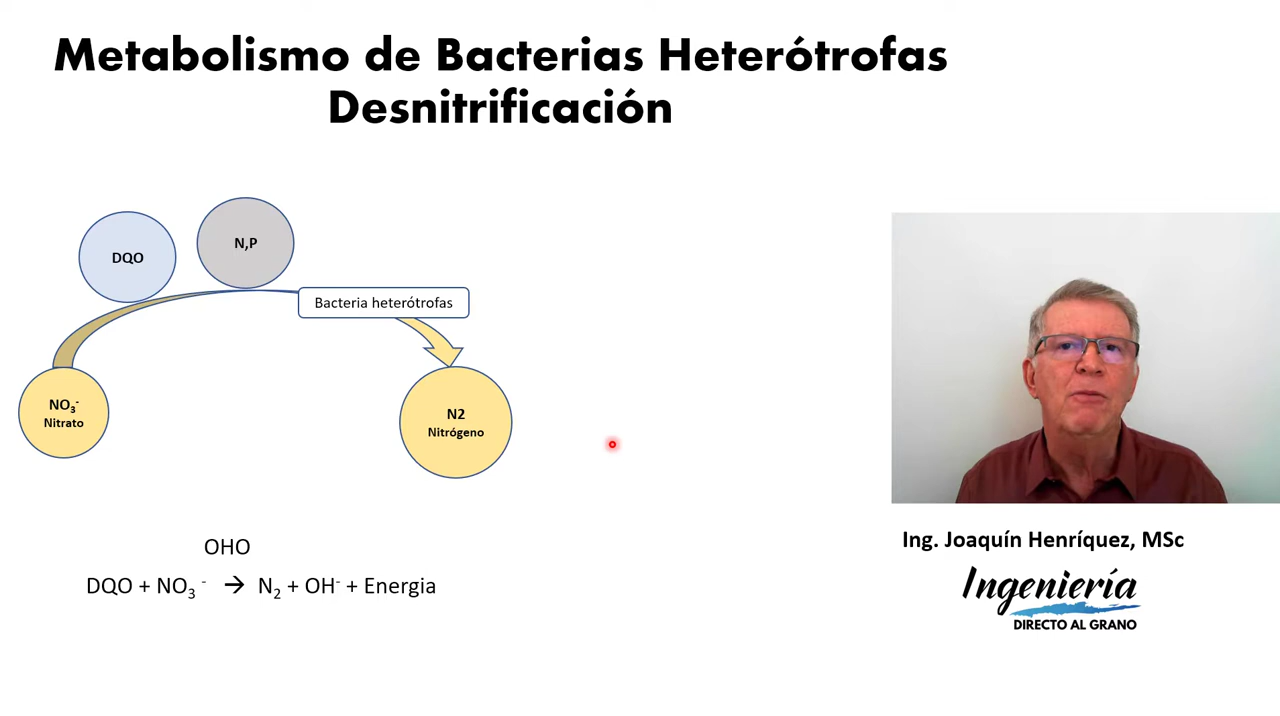 Metabolismo de Bacterias Heterótrofas
Desnitrificación
DQO
N,P
Bacteria heterótrofas
NO₃⁻
Nitrato
N2
Nitrógeno
OHO
DQO + NO₃⁻ → N₂ + OH⁻ + Energia
Ing. Joaquín Henríquez, MSc
Ingeniería
DIRECTO AL GRANO